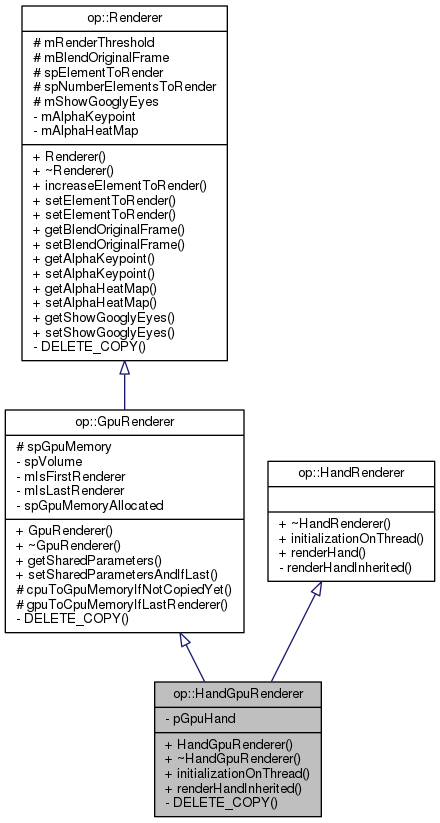 op::Renderer
# mRenderThreshold
# mBlendOriginalFrame
# spElementToRender
# spNumberElementsToRender
# mShowGooglyEyes
- mAlphaKeypoint
- mAlphaHeatMap
+ Renderer()
+ ~Renderer()
+ increaseElementToRender()
+ setElementToRender()
+ setElementToRender()
+ getBlendOriginalFrame()
+ setBlendOriginalFrame()
+ getAlphaKeypoint()
+ setAlphaKeypoint()
+ getAlphaHeatMap()
+ setAlphaHeatMap()
+ getShowGooglyEyes()
+ setShowGooglyEyes()
- DELETE_COPY()
op::GpuRenderer
# spGpuMemory
- spVolume
- mIsFirstRenderer
- mIsLastRenderer
- spGpuMemoryAllocated
+ GpuRenderer()
+ ~GpuRenderer()
+ getSharedParameters()
+ setSharedParametersAndIfLast()
# cpuToGpuMemoryIfNotCopiedYet()
# gpuToCpuMemoryIfLastRenderer()
- DELETE_COPY()
op::HandRenderer
+ ~HandRenderer()
+ initializationOnThread()
+ renderHand()
- renderHandInherited()
op::HandGpuRenderer
- pGpuHand
+ HandGpuRenderer()
+ ~HandGpuRenderer()
+ initializationOnThread()
+ renderHandInherited()
- DELETE_COPY()